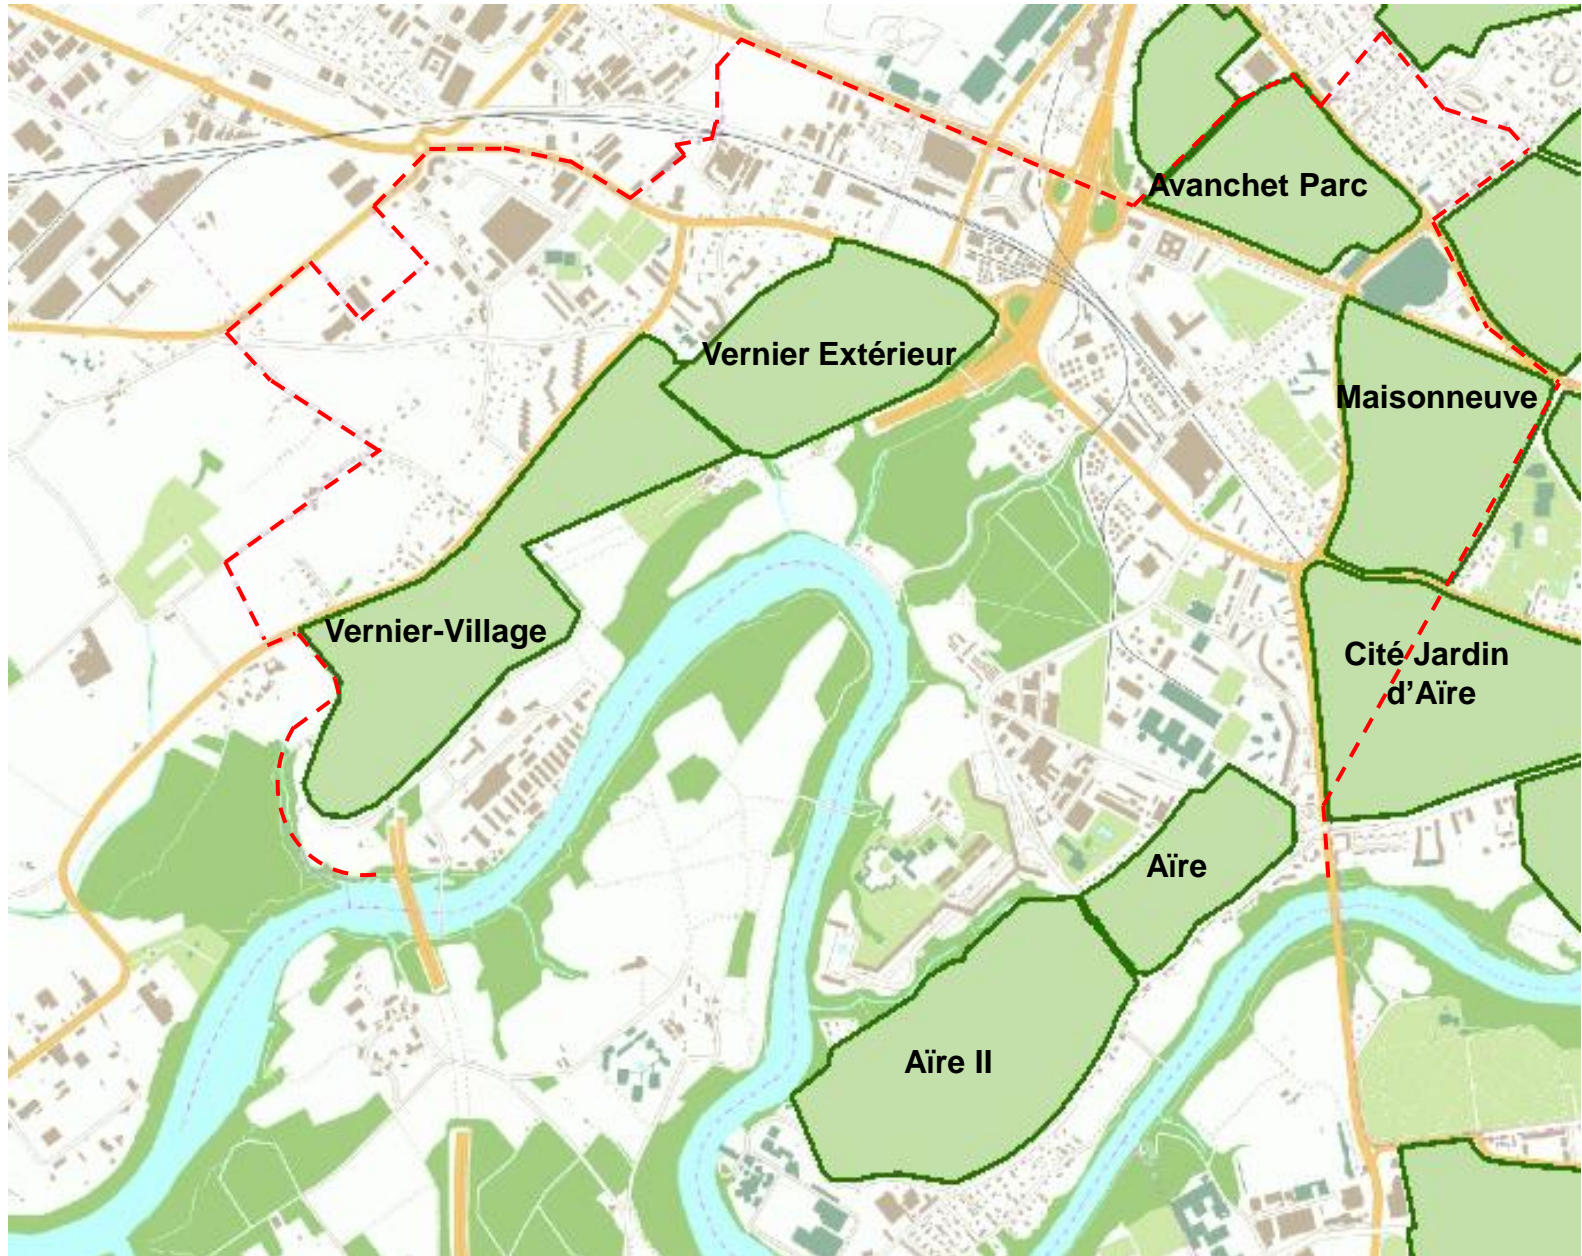 Avanchet Parc
Vernier Extérieur
Maisonneuve
Vernier-Village
Cité Jardin
d'Aïre
Aïre
Aïre II